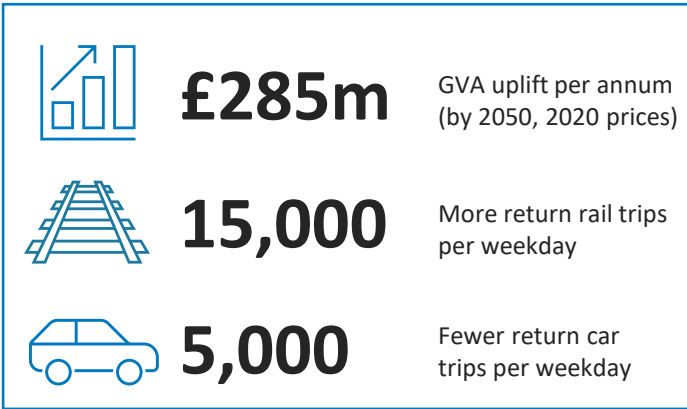 £285m
GVA uplift per annum
(by 2050, 2020 prices)
15,000
More return rail trips
per weekday
5,000
Fewer return car
trips per weekday